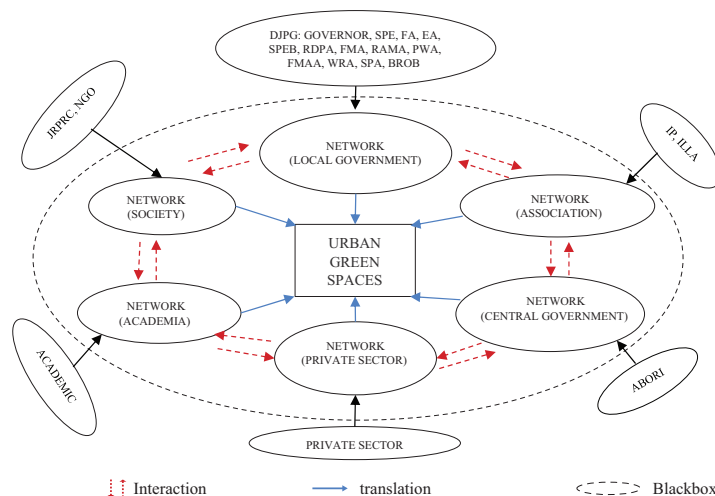 DJPG: GOVERNOR, SPE, FA, EA,
SPEB, RDPA, FMA, RAMA, PWA,
FMAA, WRA, SPA, BROB
JRPRC, NGO
IP, ILLA
NETWORK
(LOCAL GOVERNMENT)
NETWORK
(SOCIETY)
NETWORK
(ASSOCIATION)
URBAN
GREEN
SPACES
NETWORK
(ACADEMIA)
NETWORK
(CENTRAL GOVERNMENT)
NETWORK
(PRIVATE SECTOR)
ACADEMIC
ABORI
PRIVATE SECTOR
Interaction
translation
Blackbox